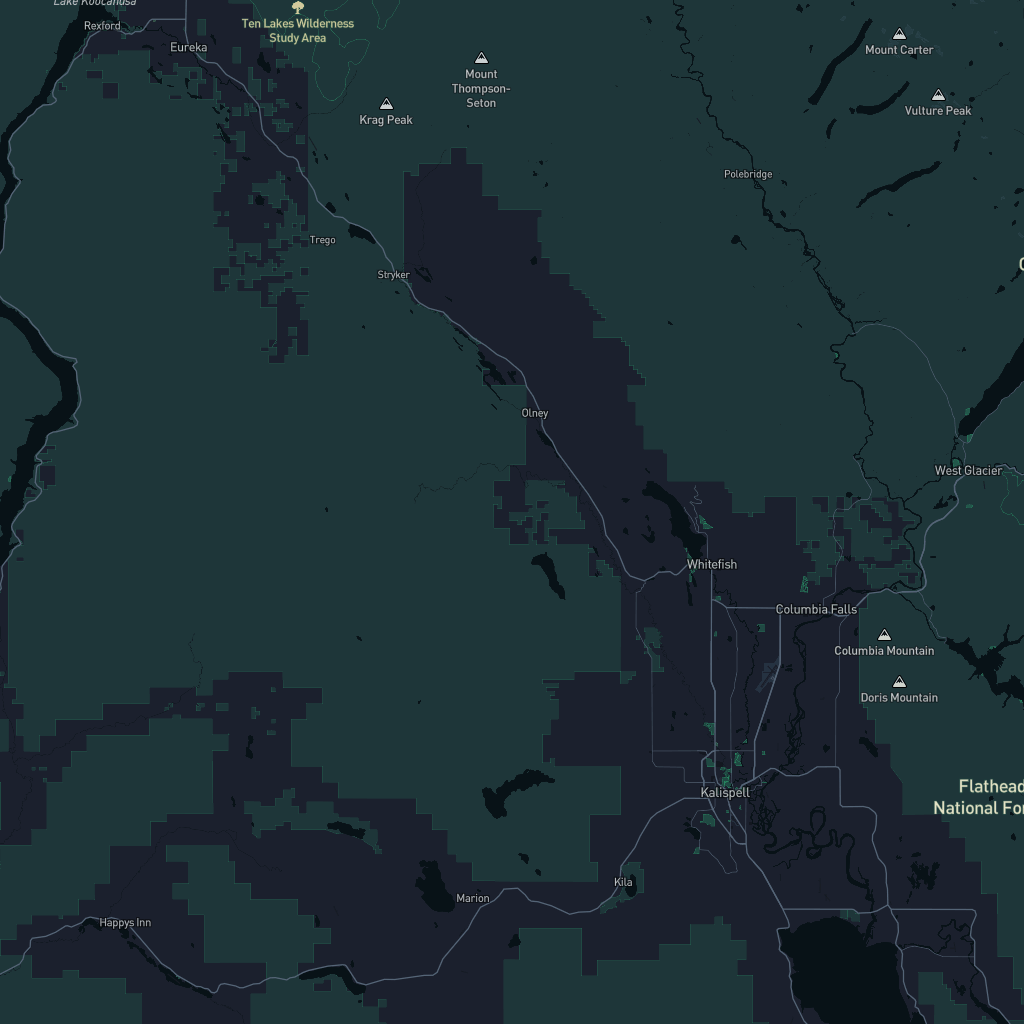 Lake Koocanusa
Rexford
Eureka
Ten Lakes Wilderness
Study Area
Mount
Thompson-
Seton
Krag Peak
Mount Carter
Vulture Peak
Polebridge
Trego
Stryker
Olney
West Glacier
Whitefish
Columbia Falls
Columbia Mountain
Doris Mountain
Flathead
National For
Kalispell
Kila
Marion
Happys Inn